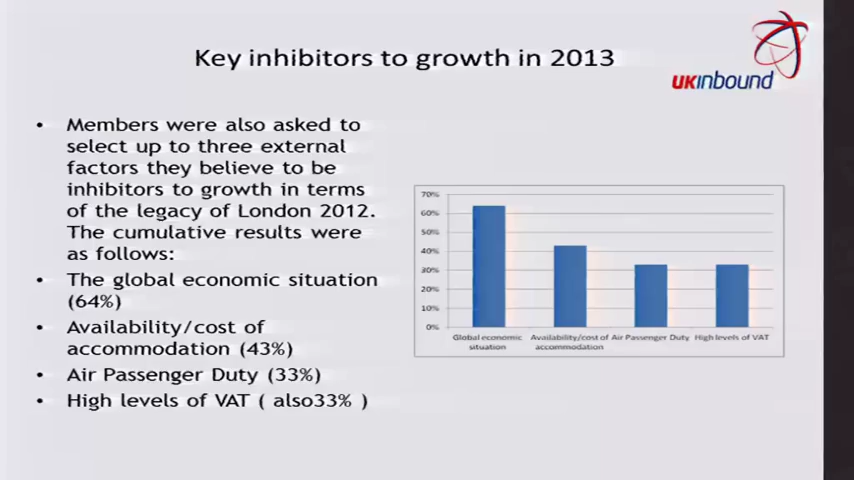 Key inhibitors to growth in 2013
UKinbound
• Members were also asked to
select up to three external
factors they believe to be
inhibitors to growth in terms
of the legacy of London 2012.
The cumulative results were
as follows:
• The global economic situation
(64%)
• Availability/cost of
accommodation (43%)
• Air Passenger Duty (33%)
• High levels of VAT ( also33% )
70%
60%
50%
40%
30%
20%
10%
0%
Global economic
situation
Availability/cost of
accommodation
Air Passenger Duty
High levels of VAT